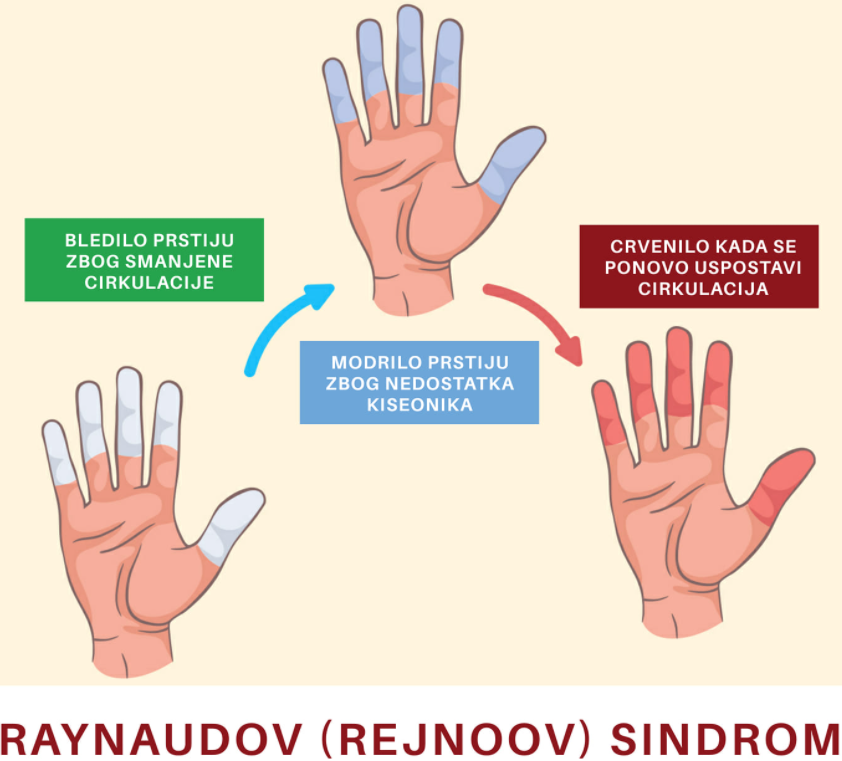 BLEDILO PRSTIJU
ZBOG SMANJENE
CIRKULACIJE
MODRILO PRSTIJU
ZBOG NEDOSTATKA
KISEONIKA
CRVENILO KADA SE
PONOVO USPOSTAVI
CIRKULACIJA
RAYNAUDOV (REJNOOV) SINDROM